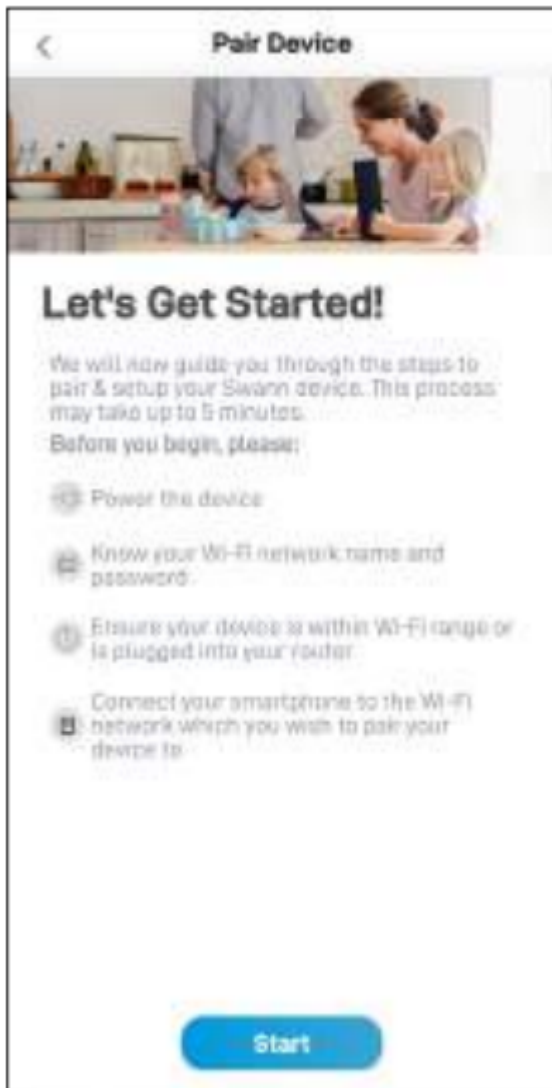 Pair Device
Let's Get Started!
We will now guide you through the steps to
pair & setup your Swann device. This process
may take up to 5 minutes.
Before you begin, please:
Power the device
Know your Wi-Fi network name and
password
Ensure your device is within Wi-Fi range or
is plugged into your router
Connect your smartphone to the Wi-Fi
network which you wish to pair your
device to
Start